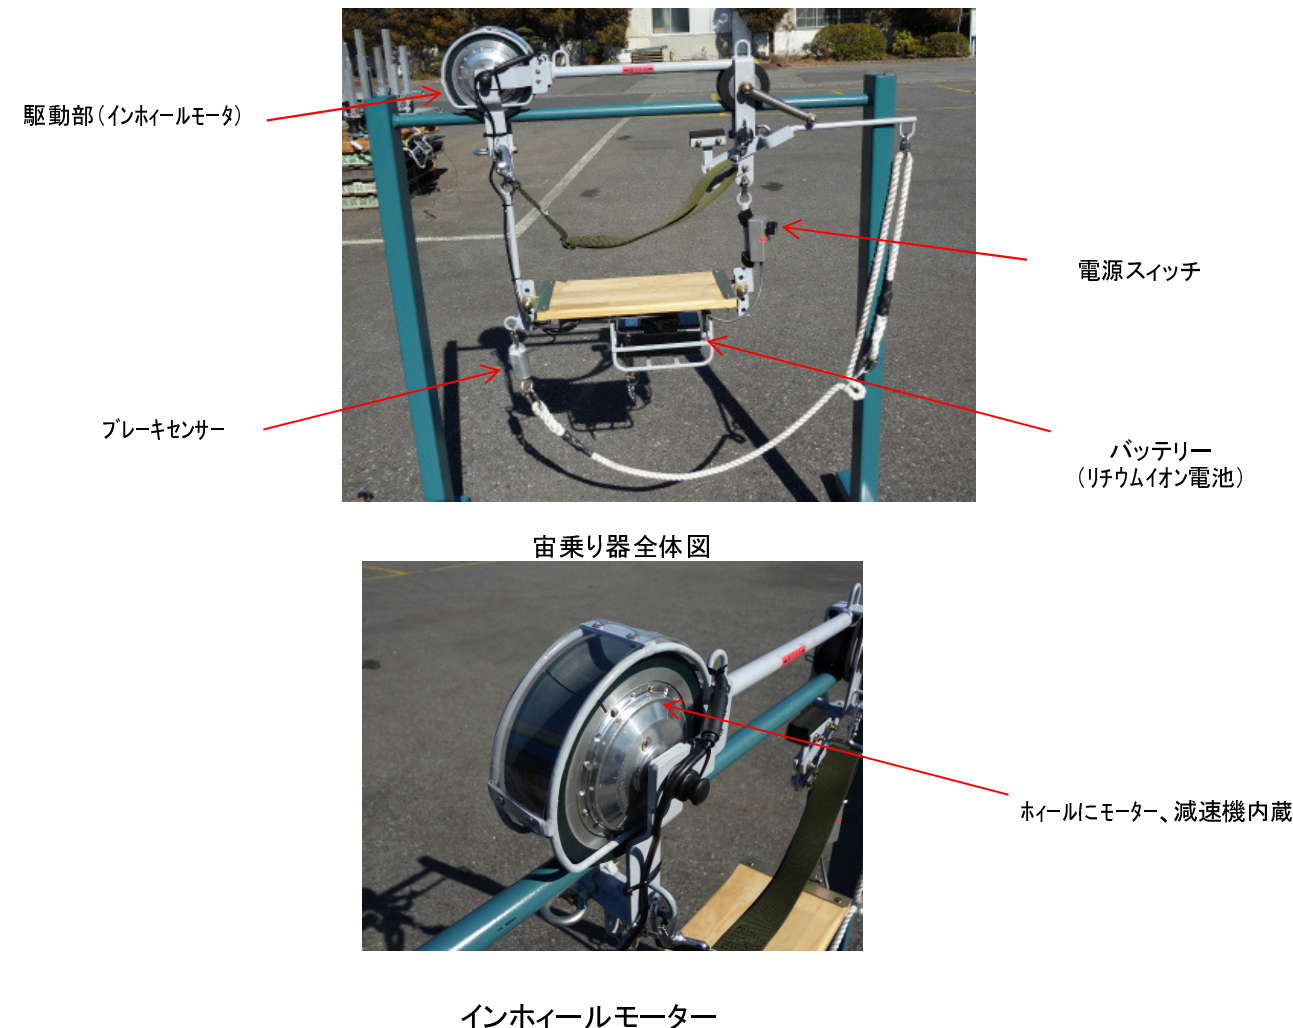 駆動部（インホィールモータ）
電源スィッチ
ブレーキセンサー
バッテリー
（リチウムイオン電池）
宙乗り器全体図
ホィールにモーター、減速機内蔵
インホィールモーター